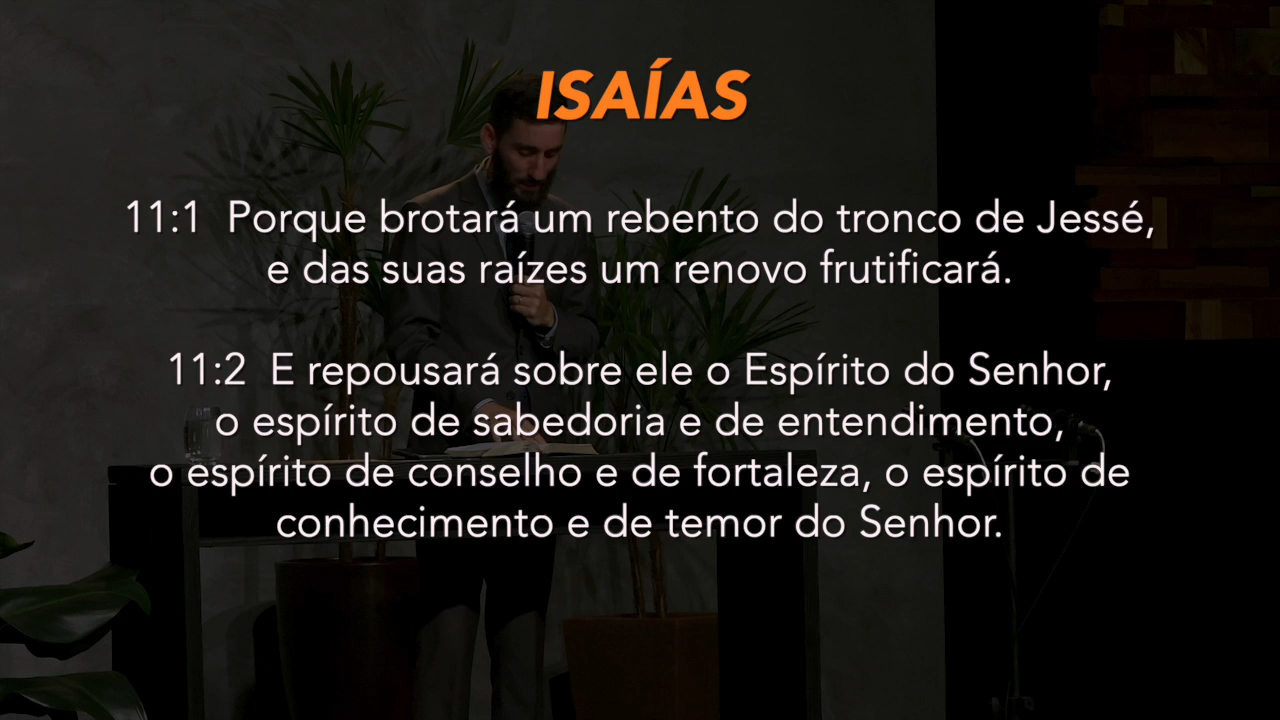 ISAÍAS
11:1 Porque brotará um rebento do tronco de Jessé,
e das suas raízes um renovo frutificará.
11:2 E repousará sobre ele o Espírito do Senhor,
o espírito de sabedoria e de entendimento,
o espírito de conselho e de fortaleza, o espírito de
conhecimento e de temor do Senhor.